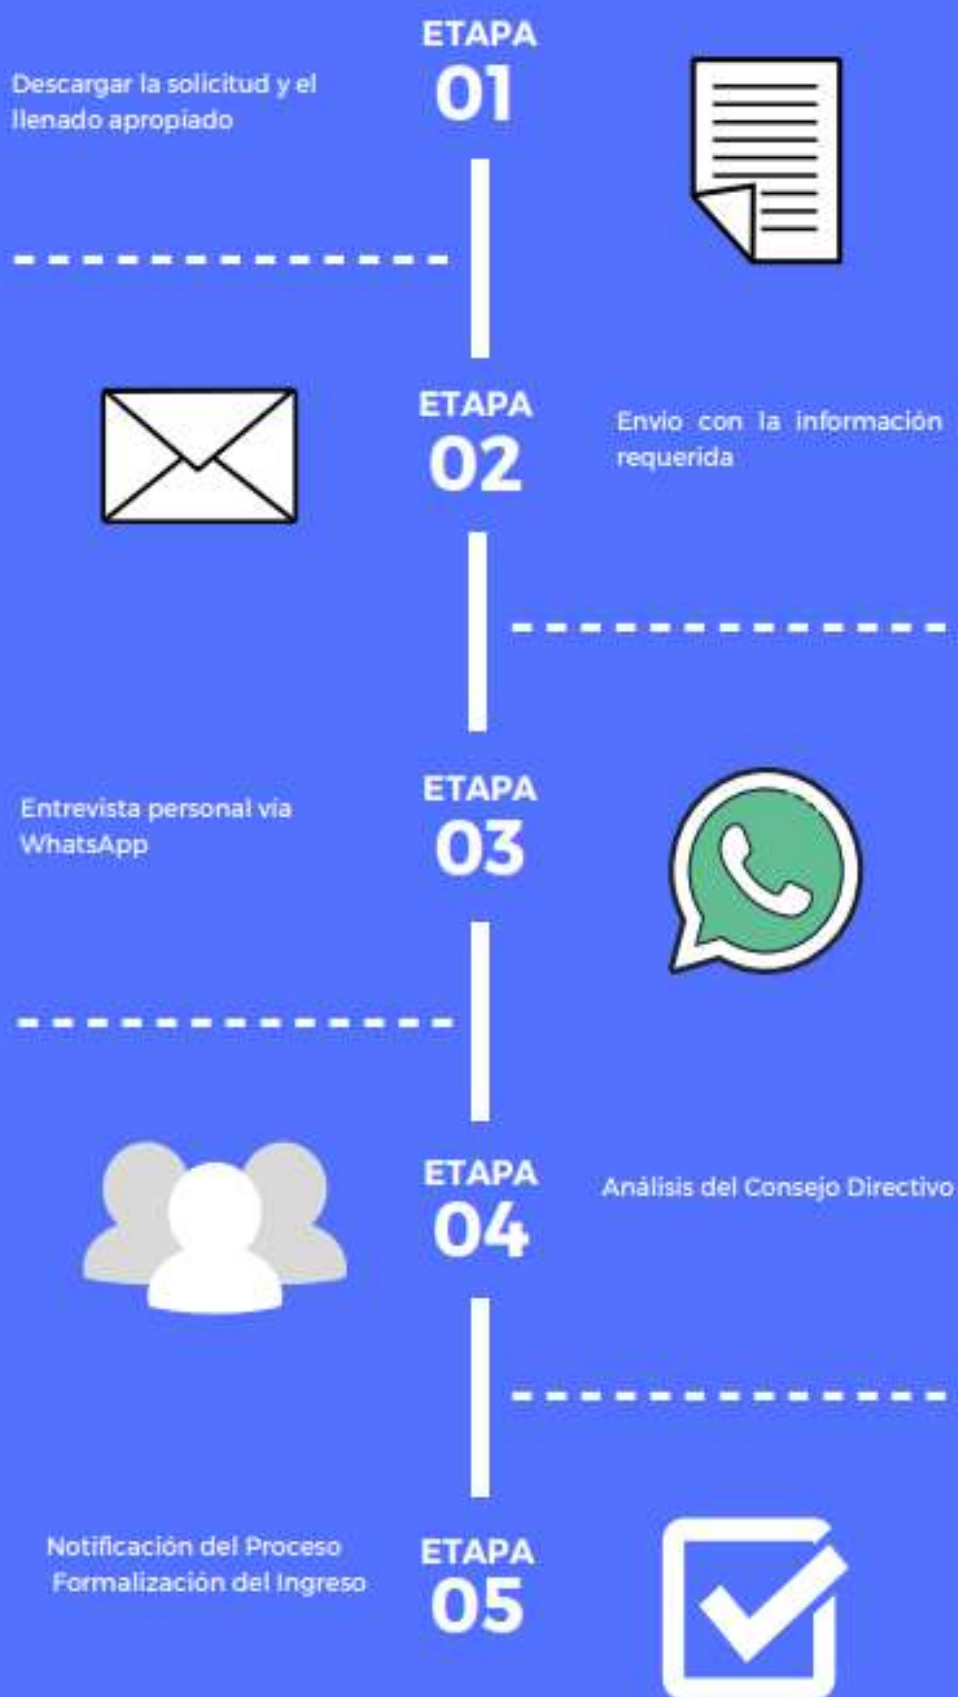 ETAPA
01
Descargar la solicitud y el
llenado apropiado
ETAPA
02
Envio con la información
requerida
ETAPA
03
Entrevista personal vía
WhatsApp
ETAPA
04
Análisis del Consejo Directivo
ETAPA
05
Notificación del Proceso
Formalización del Ingreso